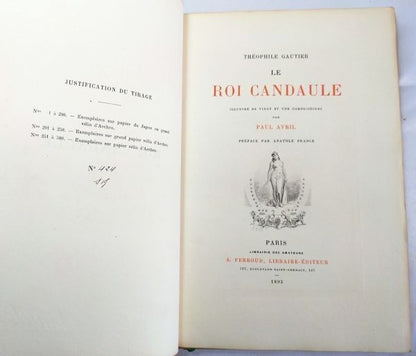 JUSTIFICATION DU TIRAGE
Nos 1 à 200. — Exemplaires sur papier du Japon ou grand
vélin d'Arches.
Nos 201 à 250. — Exemplaires sur grand papier vélin d'Arches.
Nos 251 à 500. — Exemplaires sur papier vélin d'Arches.
No 424
THÉOPHILE GAUTIER
LE
ROI CANDAULE
ILLUSTRÉ DE VINGT ET UNE COMPOSITIONS
PAR
PAUL AVRIL
PRÉFACE PAR ANATOLE FRANCE
PARIS
LIBRAIRIE DES AMATEURS
A. FERROUD, LIBRAIRE-ÉDITEUR
127, BOULEVARD SAINT-GERMAIN, 127
1893